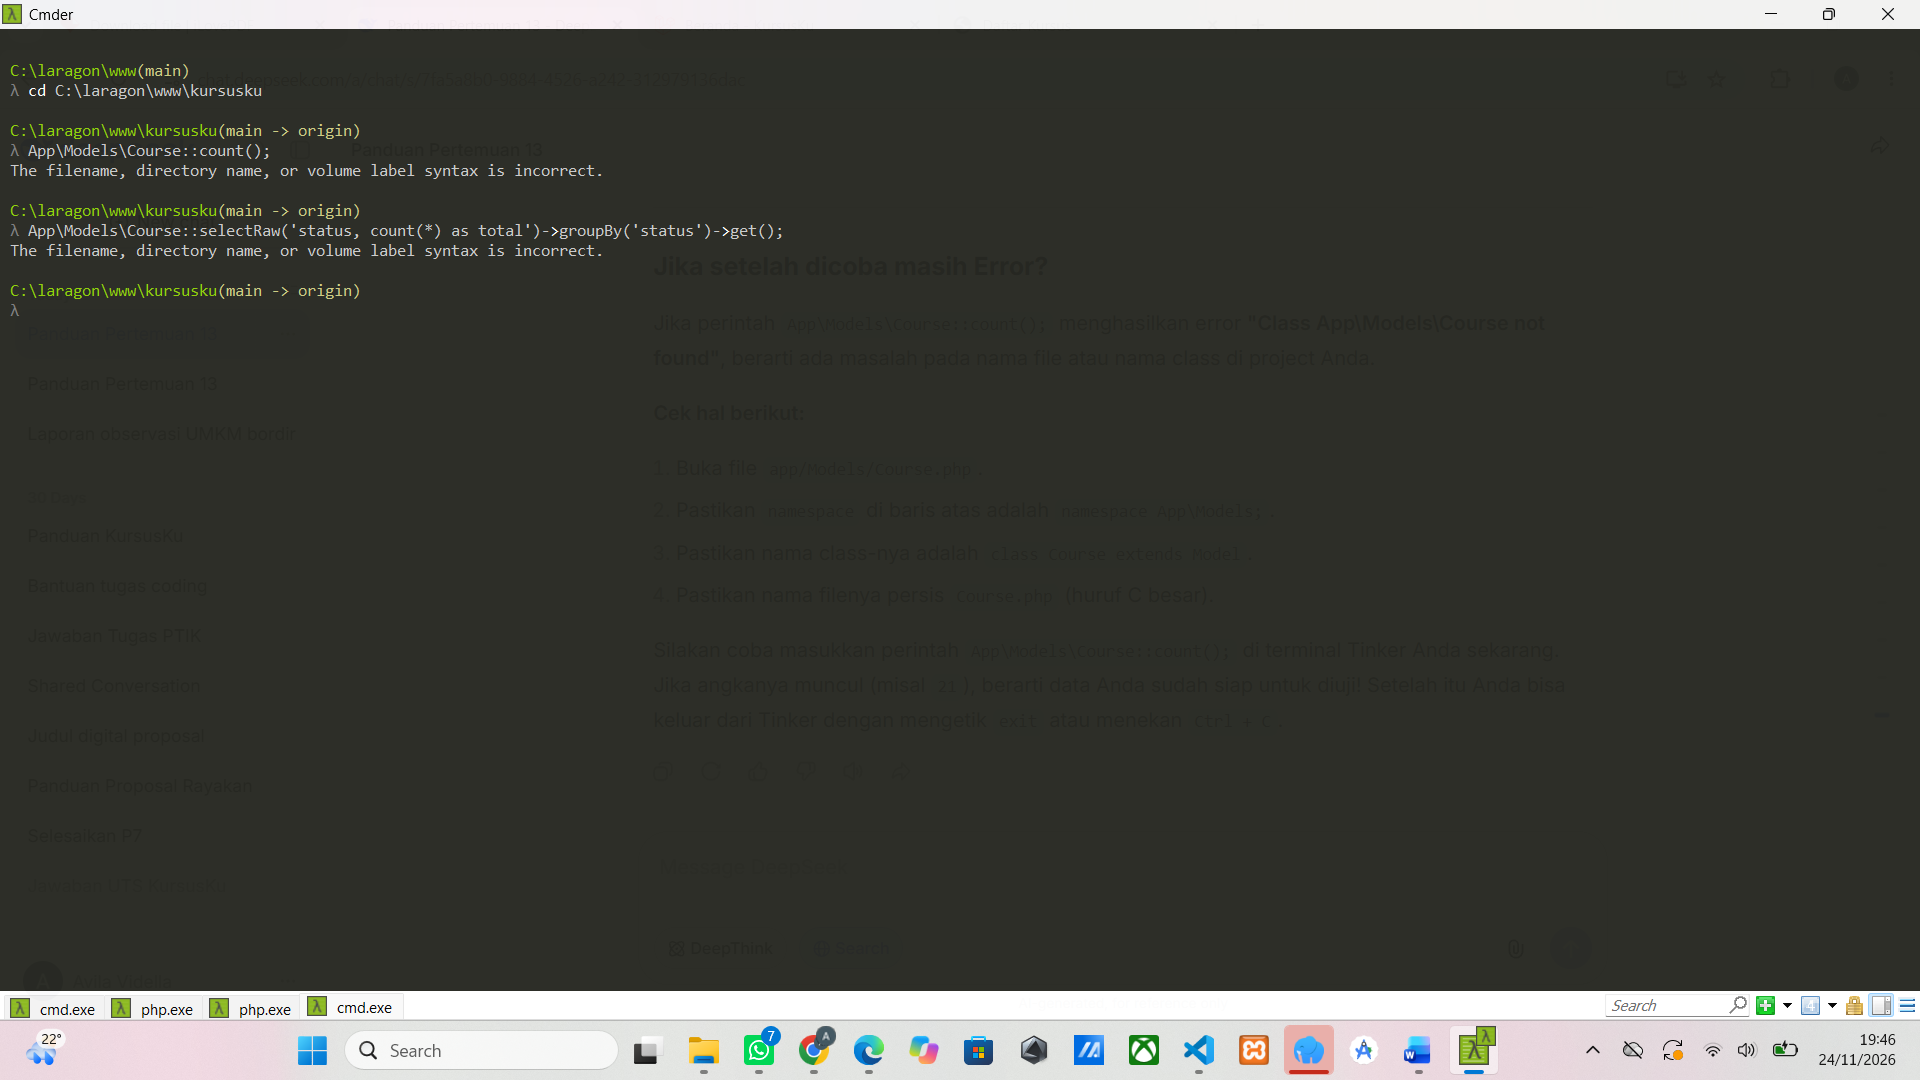 Cmder
C:\laragon\www(main)
λ cd C:\laragon\www\kursusku
C:\laragon\www\kursusku(main -> origin)
λ App\Models\Course::count();
The filename, directory name, or volume label syntax is incorrect.
C:\laragon\www\kursusku(main -> origin)
λ App\Models\Course::selectRaw('status, count(*) as total')->groupBy('status')->get();
The filename, directory name, or volume label syntax is incorrect.
C:\laragon\www\kursusku(main -> origin)
λ
Panduan Pertemuan 13
Panduan Pertemuan 13
Panduan Pertemuan 13
Laporan observasi UMKM bordir
Panduan KursusKu
Bantuan tugas coding
Jawaban Tugas PTIK
Shared Conversation
Judul digital proposal
Panduan Proposal Rayakan
Selesaikan P7
Jawaban UTS KursusKu
Jika setelah dicoba masih Error?
Jika perintah App\Models\Course::count(); menghasilkan error "Class App\Models\Course not
found", berarti ada masalah pada nama file atau nama class di project Anda.
Cek hal berikut:
1. Buka file app/Models/Course.php.
2. Pastikan namespace di baris atas adalah namespace App\Models;.
3. Pastikan nama class-nya adalah class Course extends Model.
4. Pastikan nama filenya persis Course.php (huruf C besar).
Silakan coba masukkan perintah App\Models\Course::count(); di terminal Tinker Anda sekarang.
Jika angkanya muncul (misal 21), berarti data Anda sudah siap untuk diuji! Setelah itu Anda bisa
keluar dari Tinker dengan mengetik exit atau menekan Ctrl + C.
DeepThink
Search
cmd.exe
php.exe
php.exe
cmd.exe
Search
22°
Search
7
A
19:46
24/11/2026